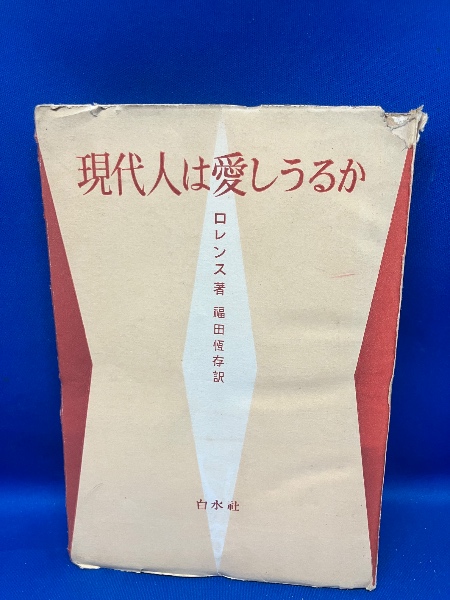 現代人は愛しうるか
ロレンス著 福田恆存訳
白水社